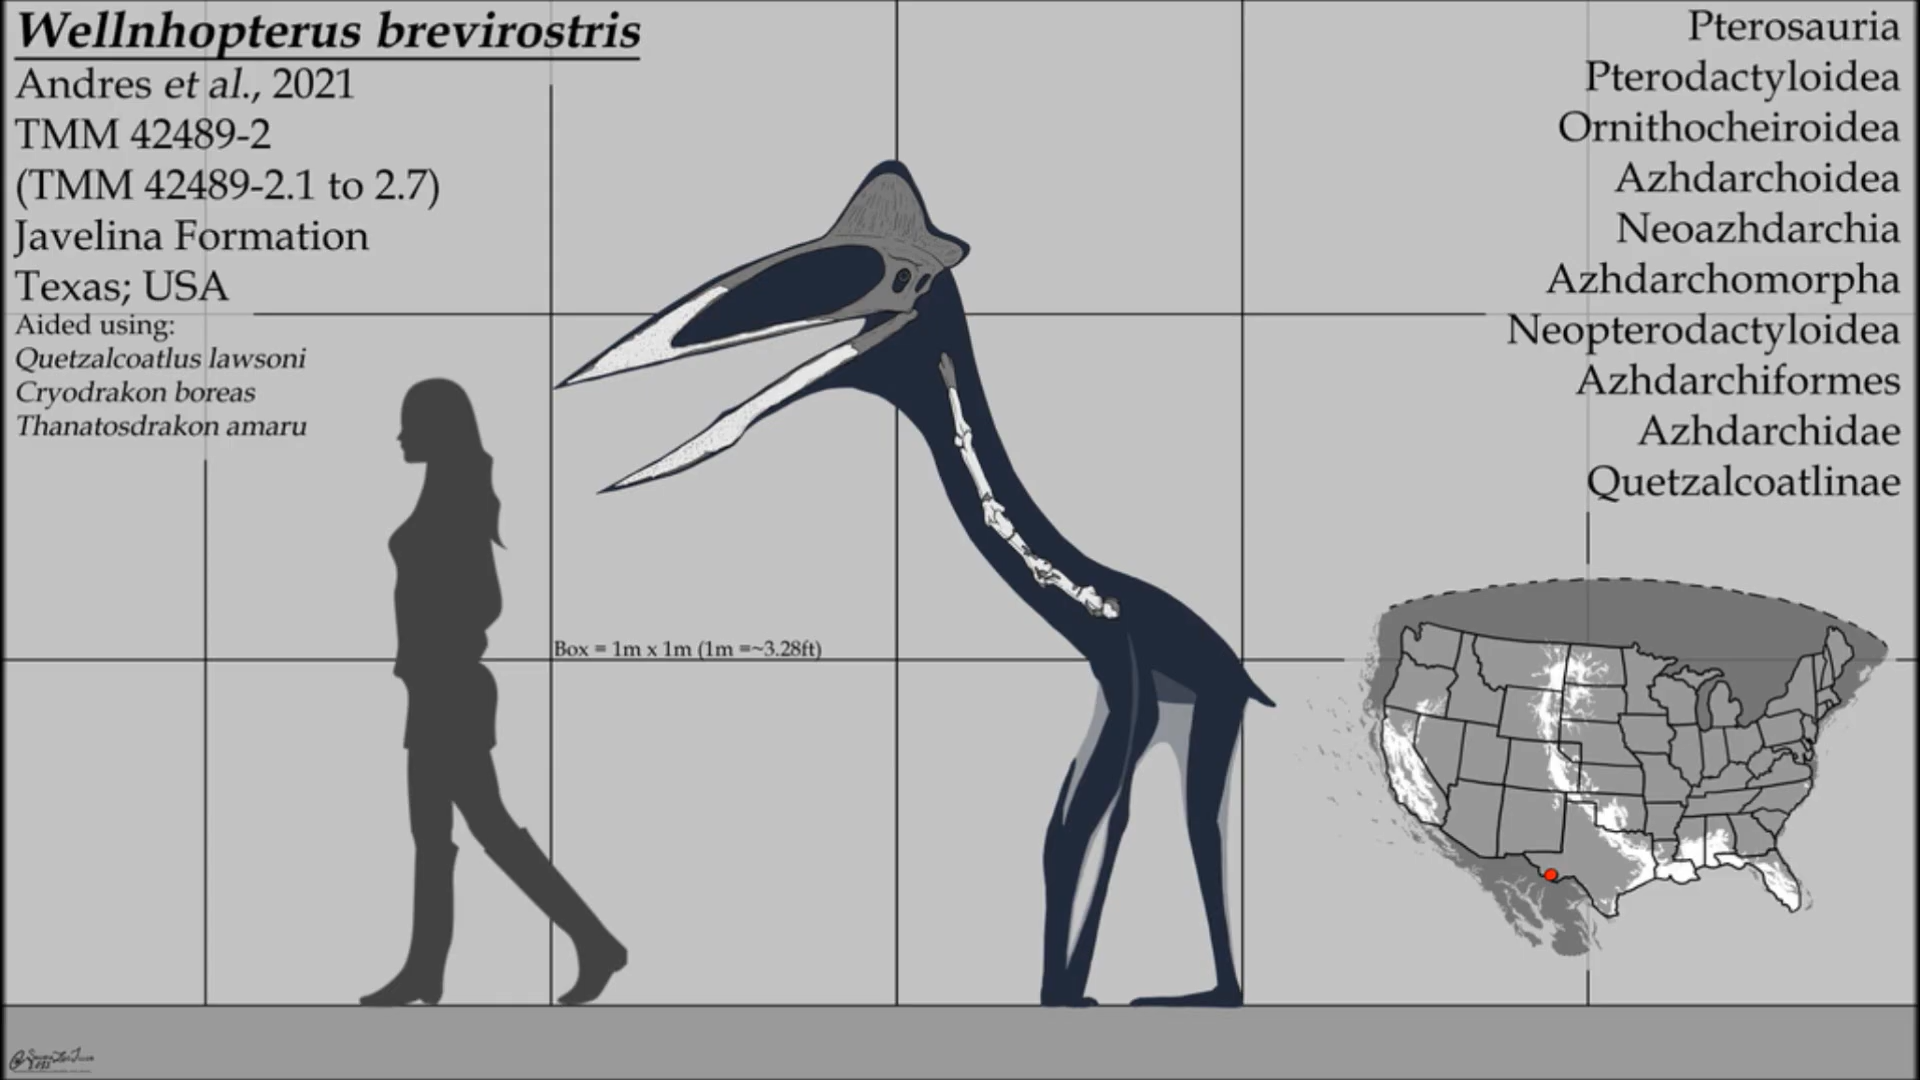 Wellnhopterus brevirostris
Andres et al., 2021
TMM 42489-2
(TMM 42489-2.1 to 2.7)
Javelina Formation
Texas; USA
Aided using:
Quetzalcoatlus lawsoni
Cryodrakon boreas
Thanatosdrakon amaru
Pterosauria
Pterodactyloidea
Ornithocheiroidea
Azhdarchoidea
Neoazhdarchia
Azhdarchomorpha
Neopterodactyloidea
Azhdarchiformes
Azhdarchidae
Quetzalcoatlinae
Box = 1m x 1m (1m =~3.28ft)